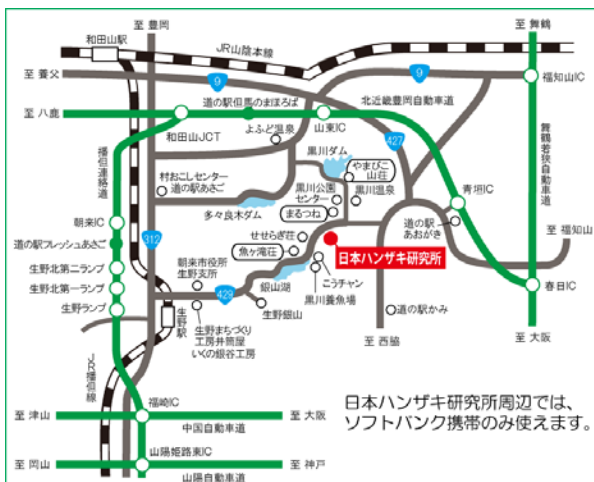 至 豊岡
至 舞鶴
和田山駅
JR山陰本線
至 養父
9
9
福知山IC
北近畿豊岡自動車道
至 八鹿
道の駅但馬のまほろば
和田山JCT
よふど温泉
山東IC
427
舞鶴若狭自動車道
播但連絡道
黒川ダム
やまびこ
山荘
村おこしセンター
道の駅あさご
黒川公園
センター
黒川温泉
青垣IC
多々良木ダム
まるつね
朝来IC
312
せせらぎ荘
道の駅
あおがき
至 福知山
道の駅フレッシュあさご
魚ヶ滝荘
日本ハンザキ研究所
生野北第二ランプ
朝来市役所
生野支所
こうチャン
銀山湖
黒川養魚場
春日IC
生野北第一ランプ
429
生野ランプ
生野駅
生野銀山
道の駅かみ
生野まちづくり
工房井筒屋
いくの銀谷工房
至 西脇
至 大阪
JR播但線
日本ハンザキ研究所周辺では、
ソフトバンク携帯のみ使えます。
福崎IC
至 津山
至 大阪
中国自動車道
山陽姫路東IC
至 岡山
至 神戸
山陽自動車道